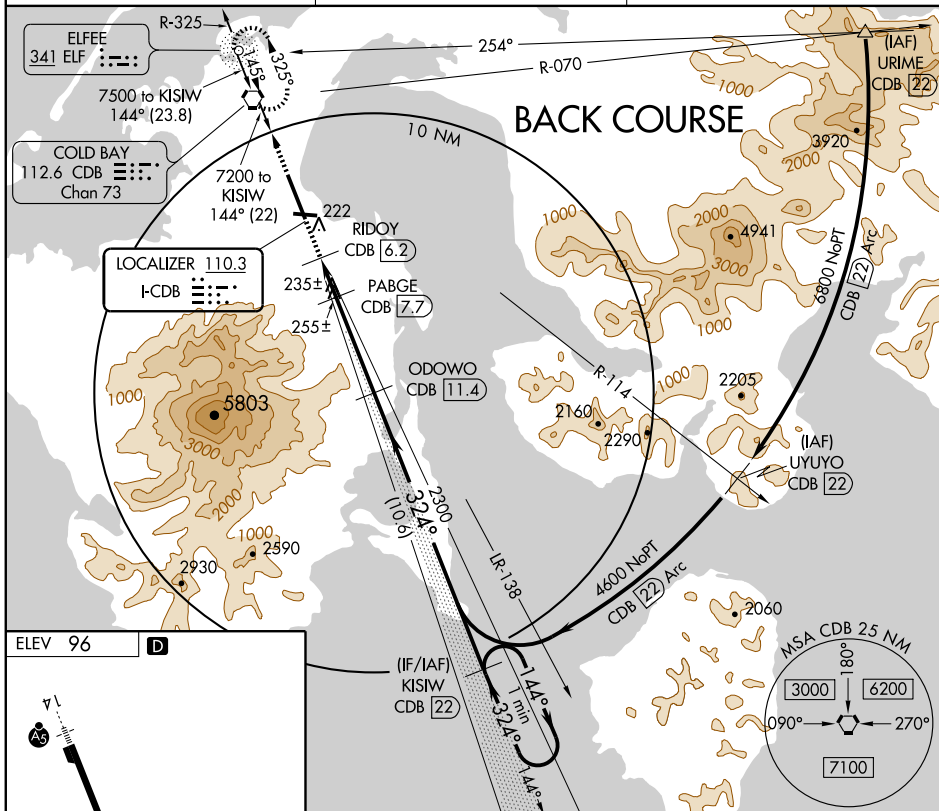 R-325
ELFEE
341 ELF
345°
325°
254°
R-070
(IAF)
URIME
CDB 22
7500 to KISIW
144° (23.8)
BACK COURSE
10 NM
COLD BAY
112.6 CDB
Chan 73
7200 to
KISIW
144° (22)
1000
2000
3920
2000
1000
1000
2000
4941
3000
1000
222
RIDOY
CDB 6.2
LOCALIZER 110.3
I-CDB
235±
PABGE
CDB 7.7
255±
6800 NoPT
CDB 22 Arc
R-114
ODOWO
CDB 11.4
1000
5803
3000
2000
1000
2160
2290
1000
2205
(IAF)
UYUYO
CDB 22
324°
2300
(10.6)
LR-138
2590
2930
4600 NoPT
CDB 22 Arc
2060
(IF/IAF)
KISIW
CDB 22
144°
1 min
324°
144°
MSA CDB 25 NM
180°
3000
6200
090°
270°
7100
ELEV 96
D
14
A5